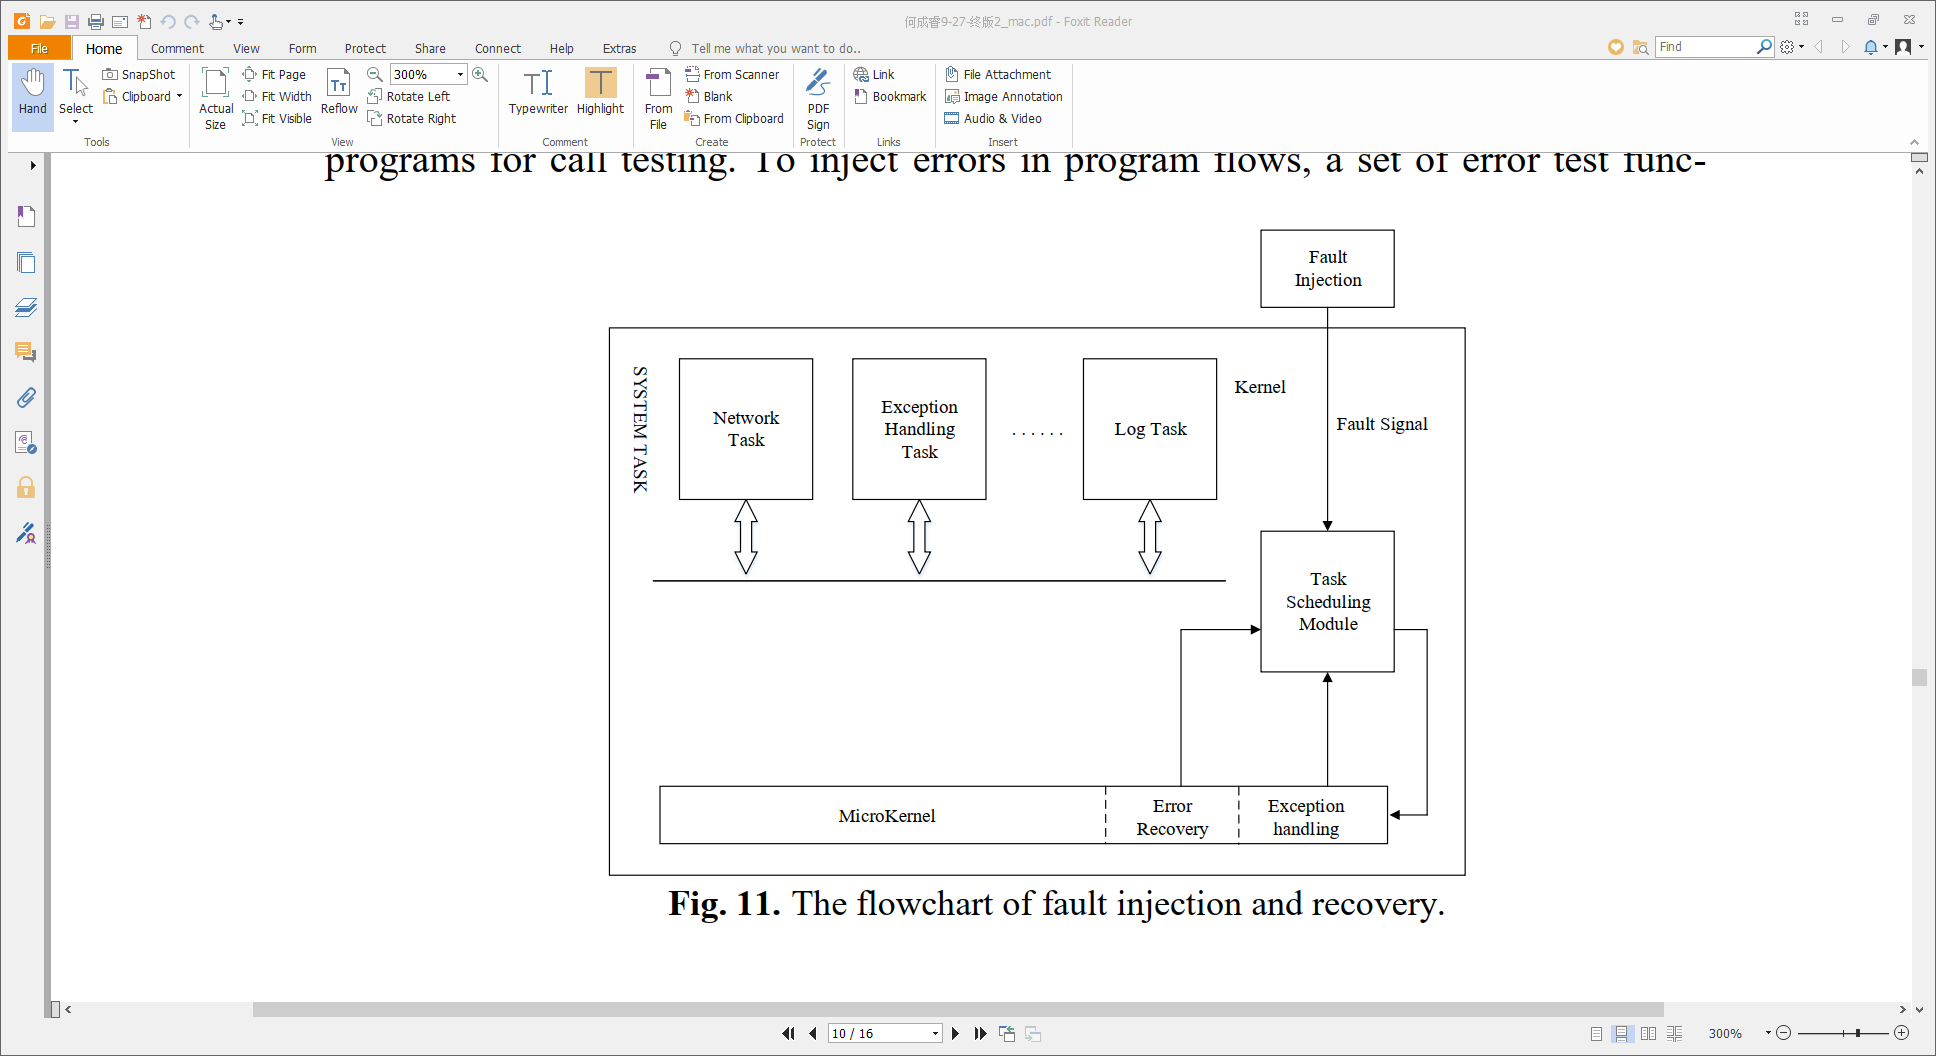 何成睿9-27-终版2_mac.pdf - Foxit Reader
File Home Comment View Form Protect Share Connect Help Extras Tell me what you want to do.. Find
Hand
Select
SnapShot
Clipboard
Tools
Actual
Size
Fit Page
Fit Width
Fit Visible
Reflow
300%
Rotate Left
Rotate Right
View
Typewriter
Highlight
Comment
From
File
From Scanner
Blank
From Clipboard
Create
PDF
Sign
Protect
Link
Bookmark
Links
File Attachment
Image Annotation
Audio & Video
Insert
programs for call testing. To inject errors in program flows, a set of error test func-
Fault
Injection
SYSTEM TASK
Network
Task
Exception
Handling
Task
. . . . . .
Log Task
Kernel
Fault Signal
Task
Scheduling
Module
MicroKernel
Error
Recovery
Exception
handling
Fig. 11. The flowchart of fault injection and recovery.
10 / 16
300%